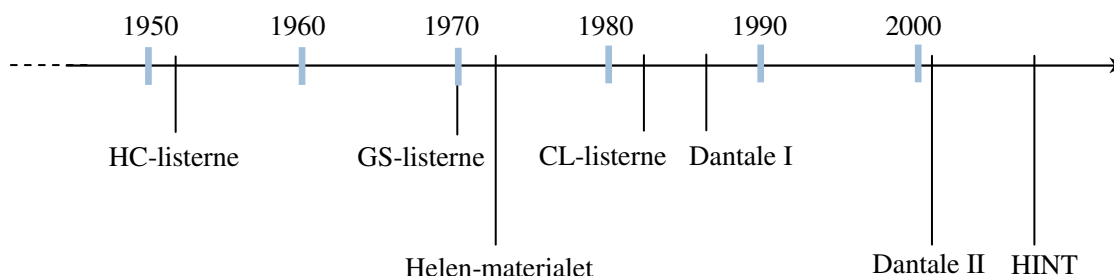 1950 1960 1970 1980 1990 2000
HC-listerne GS-listerne CL-listerne Dantale I
Helen-materialet Dantale II HINT